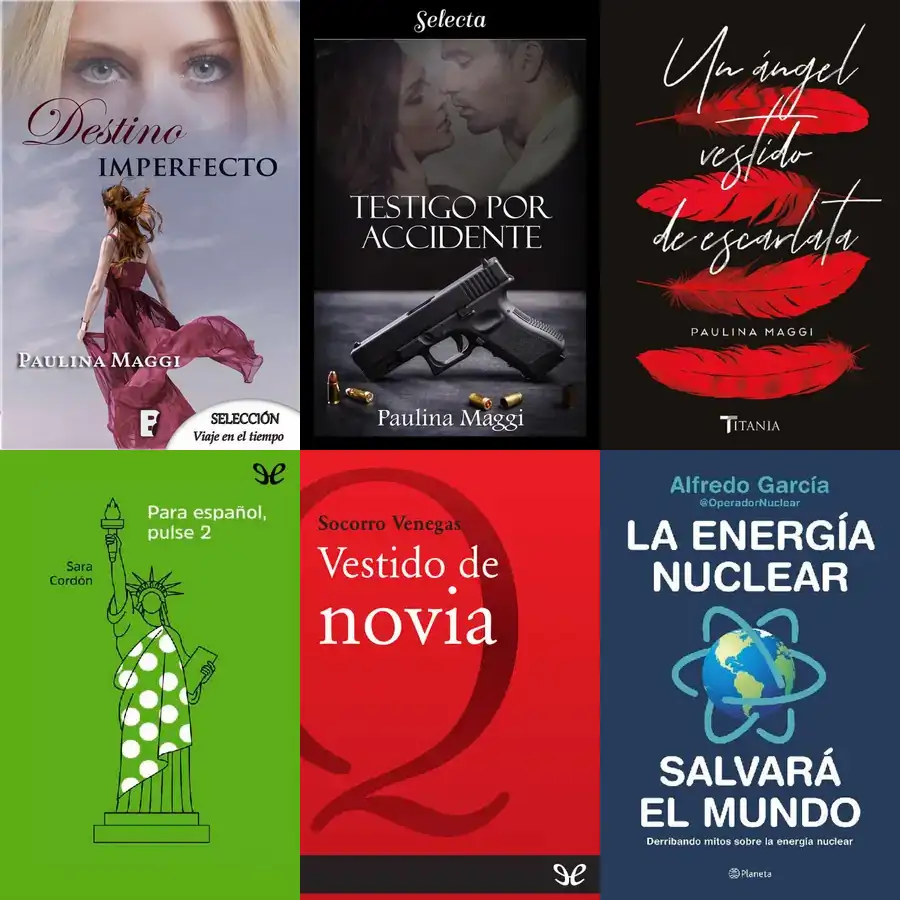 Destino
IMPERFECTO
PAULINA MAGGI
B
SELECCIÓN
Viaje en el tiempo
Selecta
TESTIGO POR
ACCIDENTE
Paulina Maggi
Un ángel
vestido
de escarlata
PAULINA MAGGI
TITANIA
Para español,
pulse 2
Sara
Cordón
Socorro Venegas
Vestido de
novia
Q
Alfredo García
@OperadorNuclear
LA ENERGÍA
NUCLEAR
SALVARÁ
EL MUNDO
Derribando mitos sobre la energía nuclear
Planeta